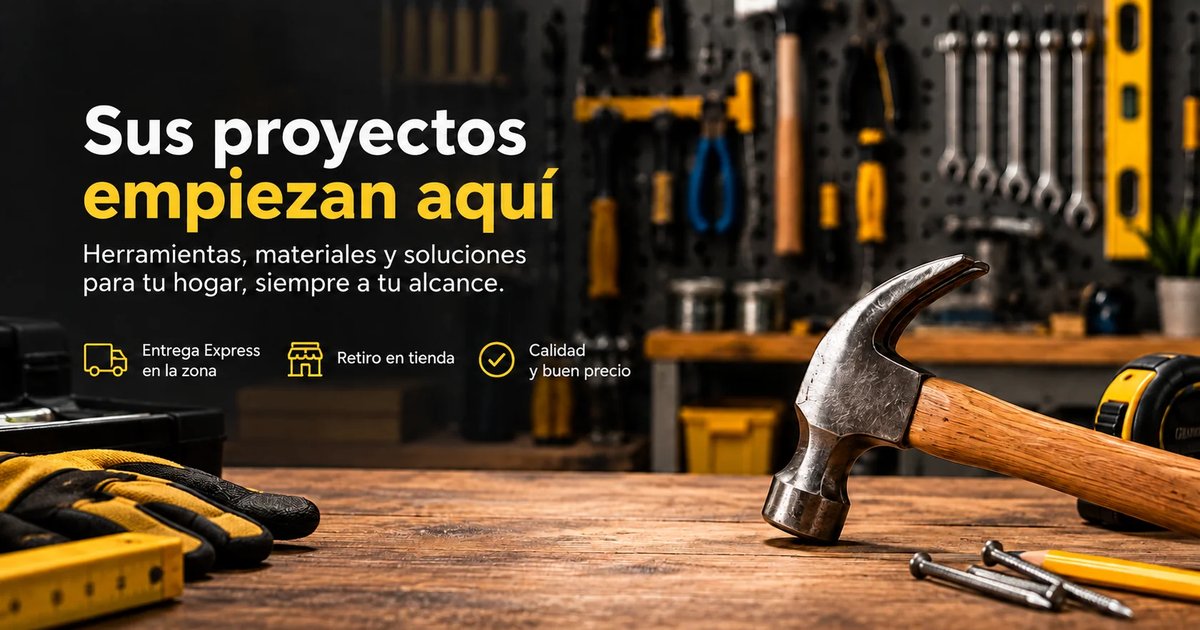 Sus proyectos
empiezan aquí
Herramientas, materiales y soluciones
para tu hogar, siempre a tu alcance.
Entrega Express
en la zona
Retiro en tienda
Calidad
y buen precio